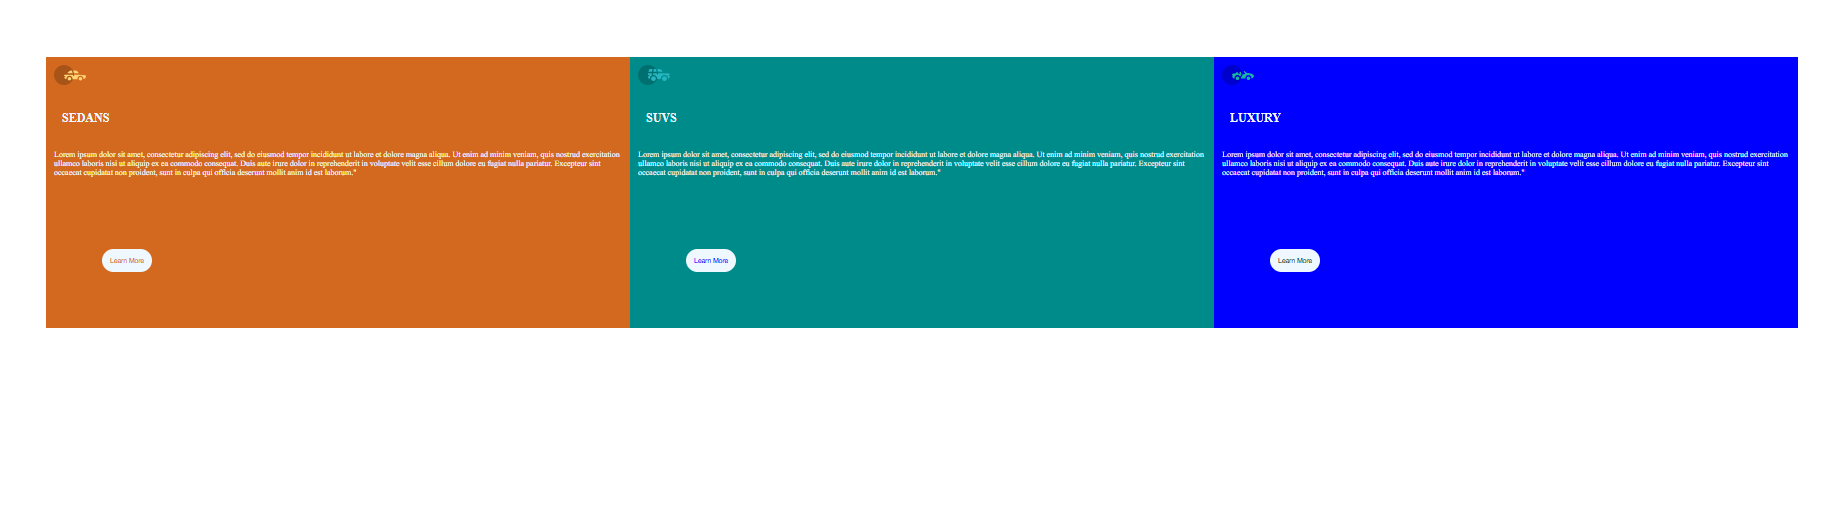 SEDANS
Lorem ipsum dolor sit amet, consectetur adipiscing elit, sed do eiusmod tempor incididunt ut labore et dolore magna aliqua. Ut enim ad minim veniam, quis nostrud exercitation
ullamco laboris nisi ut aliquip ex ea commodo consequat. Duis aute irure dolor in reprehenderit in voluptate velit esse cillum dolore eu fugiat nulla pariatur. Excepteur sint
occaecat cupidatat non proident, sunt in culpa qui officia deserunt mollit anim id est laborum."
Learn More
SUVS
Lorem ipsum dolor sit amet, consectetur adipiscing elit, sed do eiusmod tempor incididunt ut labore et dolore magna aliqua. Ut enim ad minim veniam, quis nostrud exercitation
ullamco laboris nisi ut aliquip ex ea commodo consequat. Duis aute irure dolor in reprehenderit in voluptate velit esse cillum dolore eu fugiat nulla pariatur. Excepteur sint
occaecat cupidatat non proident, sunt in culpa qui officia deserunt mollit anim id est laborum."
Learn More
LUXURY
Lorem ipsum dolor sit amet, consectetur adipiscing elit, sed do eiusmod tempor incididunt ut labore et dolore magna aliqua. Ut enim ad minim veniam, quis nostrud exercitation
ullamco laboris nisi ut aliquip ex ea commodo consequat. Duis aute irure dolor in reprehenderit in voluptate velit esse cillum dolore eu fugiat nulla pariatur. Excepteur sint
occaecat cupidatat non proident, sunt in culpa qui officia deserunt mollit anim id est laborum."
Learn More